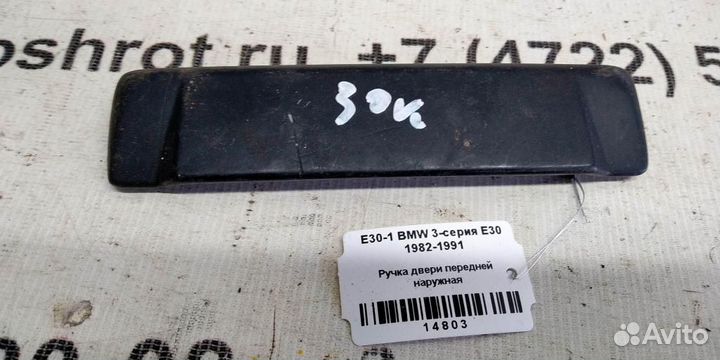 oshrot.ru, +7 (4722) 5
30к
E30-1 BMW 3-серия E30
1982-1991
Ручка двери передней
наружная
14803
Avito